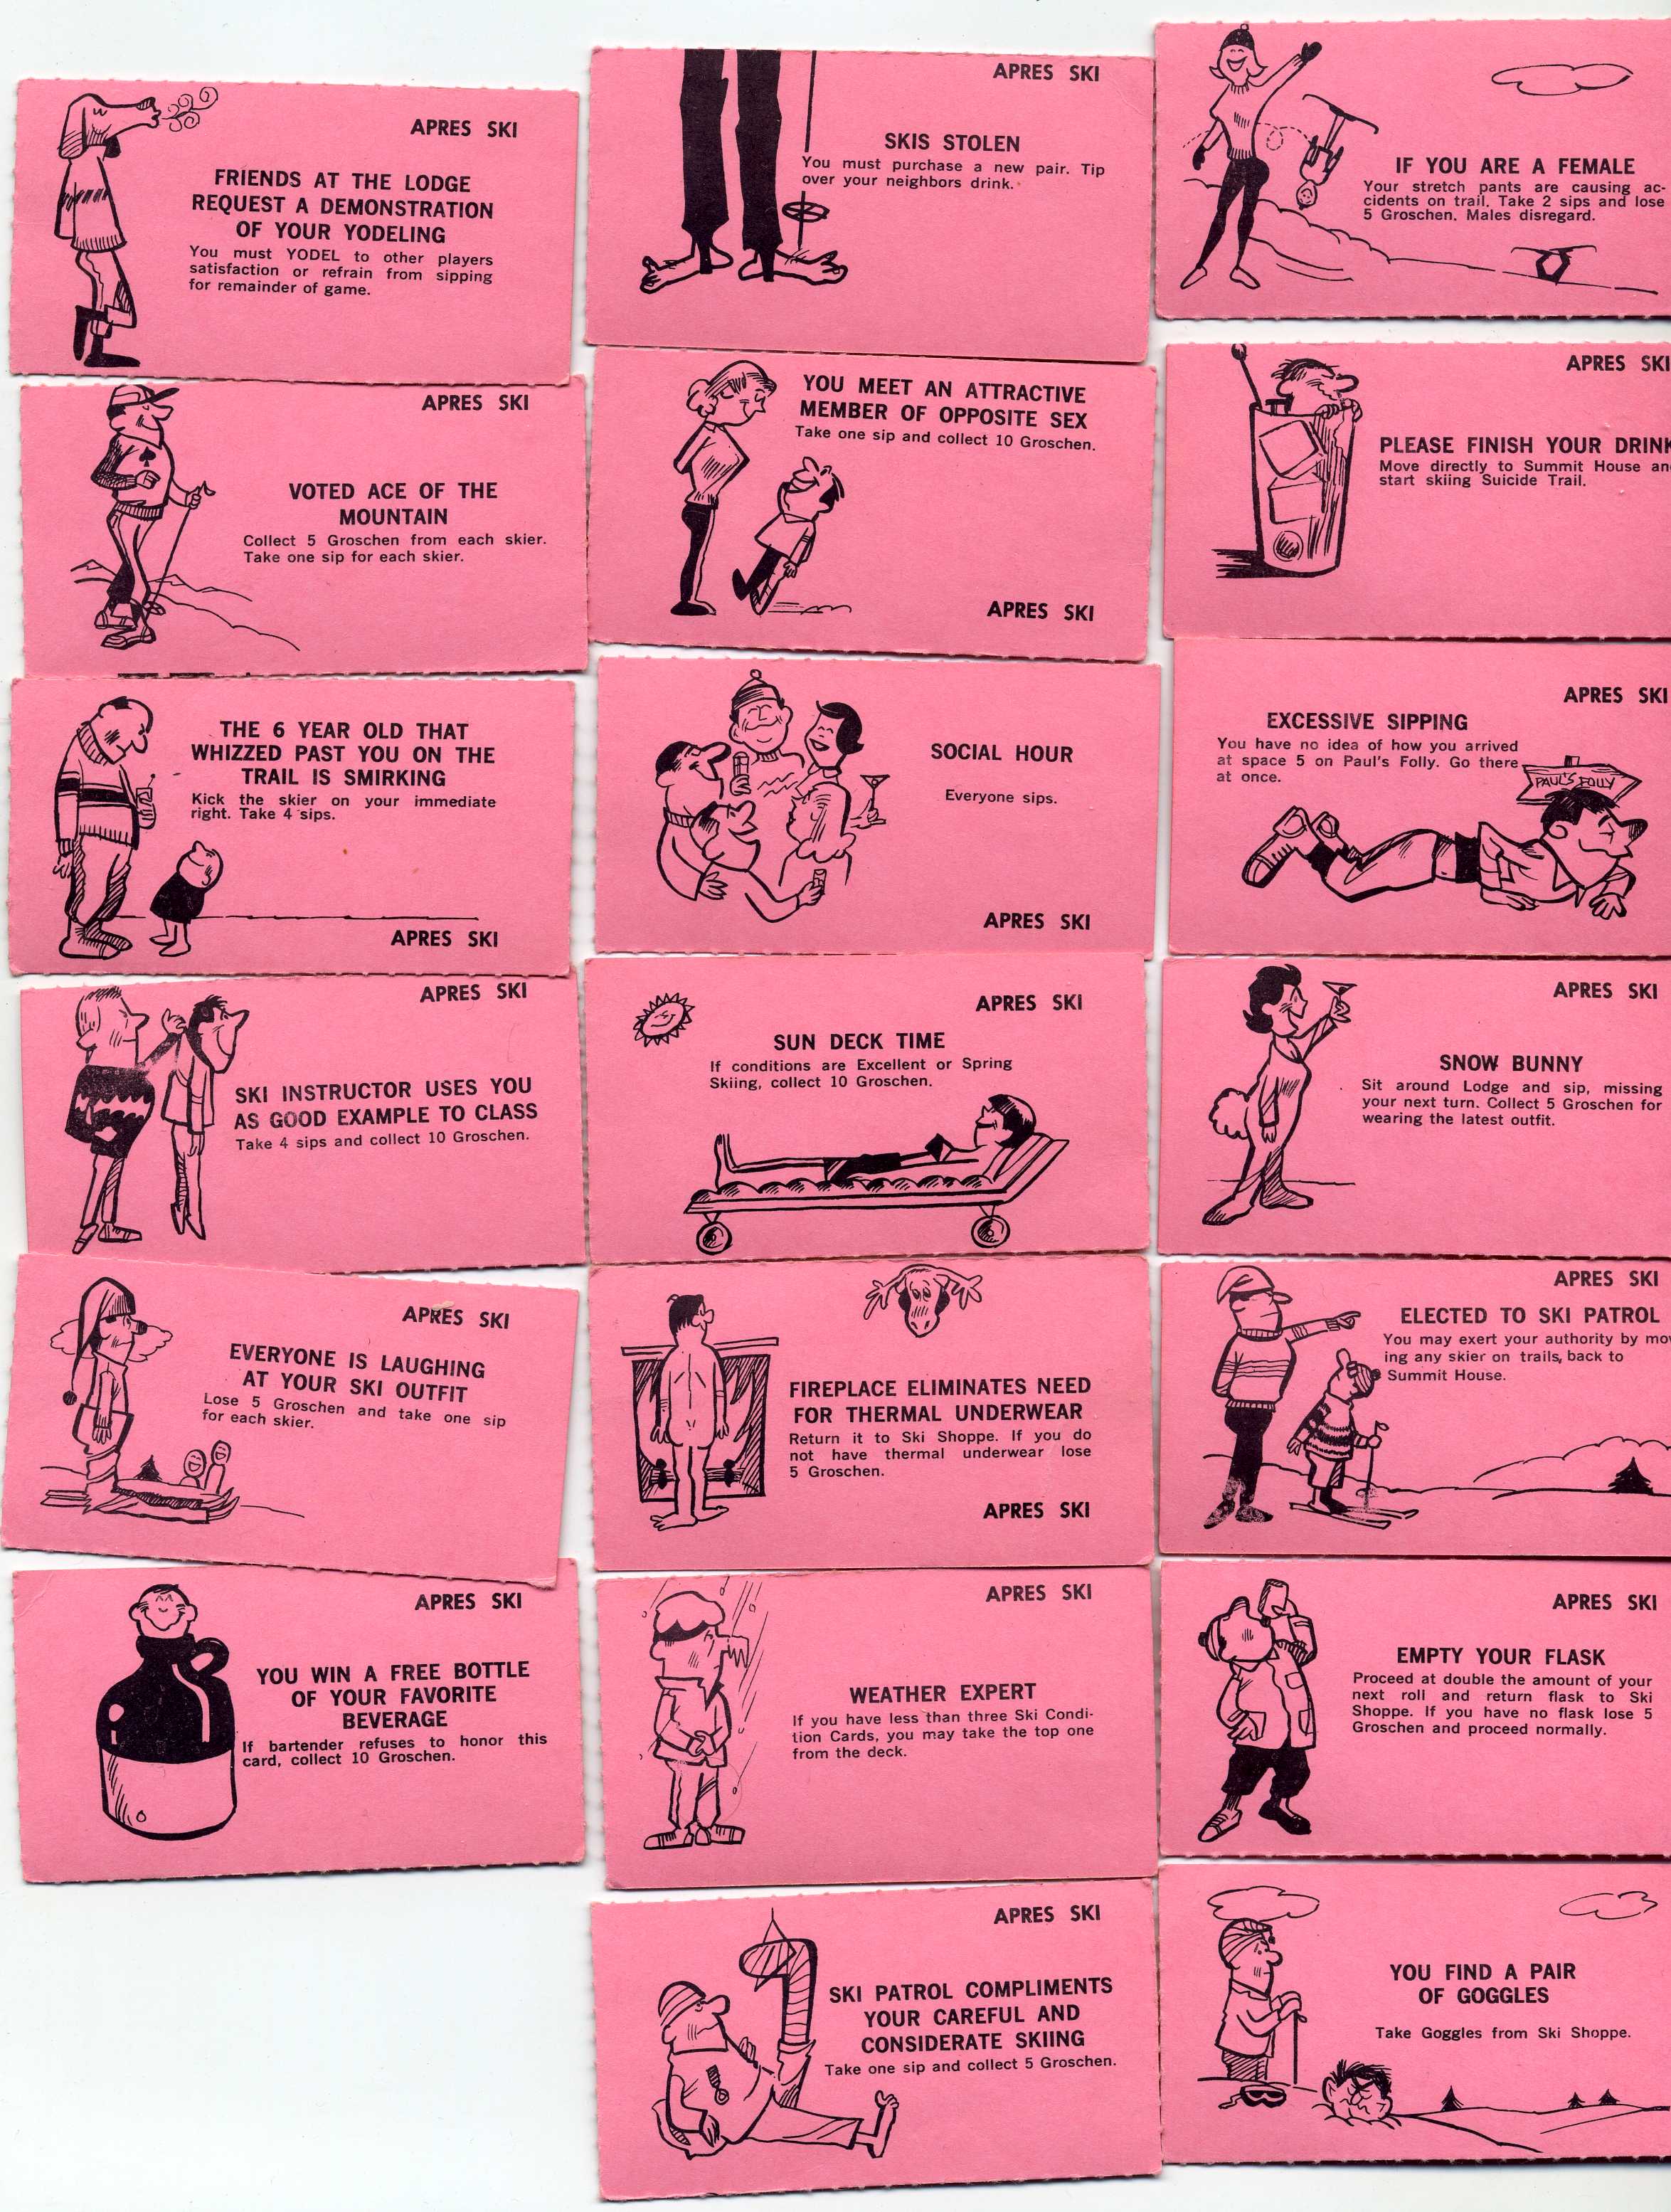 APRES SKI
FRIENDS AT THE LODGE
REQUEST A DEMONSTRATION
OF YOUR YODELING
You must YODEL to other players
satisfaction or refrain from sipping
for remainder of game.
APRES SKI
VOTED ACE OF THE
MOUNTAIN
Collect 5 Groschen from each skier.
Take one sip for each skier.
THE 6 YEAR OLD THAT
WHIZZED PAST YOU ON THE
TRAIL IS SMIRKING
Kick the skier on your immediate
right. Take 4 sips.
APRES SKI
APRES SKI
SKI INSTRUCTOR USES YOU
AS GOOD EXAMPLE TO CLASS
Take 4 sips and collect 10 Groschen.
APRES SKI
EVERYONE IS LAUGHING
AT YOUR SKI OUTFIT
Lose 5 Groschen and take one sip
for each skier.
APRES SKI
YOU WIN A FREE BOTTLE
OF YOUR FAVORITE
BEVERAGE
If bartender refuses to honor this
card, collect 10 Groschen.
APRES SKI
SKIS STOLEN
You must purchase a new pair. Tip
over your neighbors drink.
YOU MEET AN ATTRACTIVE
MEMBER OF OPPOSITE SEX
Take one sip and collect 10 Groschen.
APRES SKI
SOCIAL HOUR
Everyone sips.
APRES SKI
APRES SKI
SUN DECK TIME
If conditions are Excellent or Spring
Skiing, collect 10 Groschen.
FIREPLACE ELIMINATES NEED
FOR THERMAL UNDERWEAR
Return it to Ski Shoppe. If you do
not have thermal underwear lose
5 Groschen.
APRES SKI
APRES SKI
WEATHER EXPERT
If you have less than three Ski Condi-
tion Cards, you may take the top one
from the deck.
APRES SKI
SKI PATROL COMPLIMENTS
YOUR CAREFUL AND
CONSIDERATE SKIING
Take one sip and collect 5 Groschen.
IF YOU ARE A FEMALE
Your stretch pants are causing ac-
cidents on trail. Take 2 sips and lose
5 Groschen. Males disregard.
APRES SKI
PLEASE FINISH YOUR DRINK
Move directly to Summit House an
start skiing Suicide Trail.
APRES SKI
EXCESSIVE SIPPING
You have no idea of how you arrived
at space 5 on Paul's Folly. Go there
at once.
PAUL'S FOLLY
APRES SKI
SNOW BUNNY
Sit around Lodge and sip, missing
your next turn. Collect 5 Groschen for
wearing the latest outfit.
APRES SKI
ELECTED TO SKI PATROL
You may exert your authority by mov
ing any skier on trails, back to
Summit House.
APRES SKI
EMPTY YOUR FLASK
Proceed at double the amount of your
next roll and return flask to Ski
Shoppe. If you have no flask lose 5
Groschen and proceed normally.
YOU FIND A PAIR
OF GOGGLES
Take Goggles from Ski Shoppe.